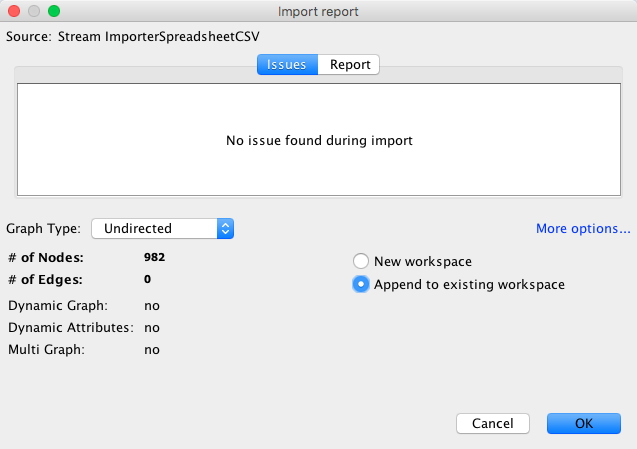 Import report
Source: Stream ImporterSpreadsheetCSV
Issues Report
No issue found during import
Graph Type: Undirected More options...
# of Nodes: 982
# of Edges: 0
Dynamic Graph: no
Dynamic Attributes: no
Multi Graph: no
New workspace
Append to existing workspace
Cancel OK